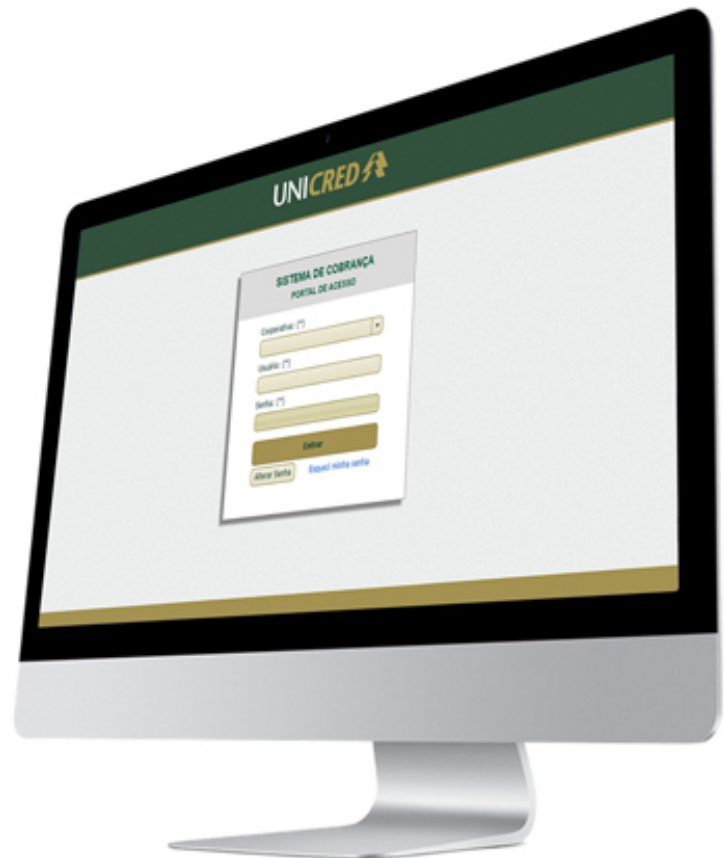 UNICRED
SISTEMA DE COBRANÇA
PORTAL DE ACESSO
Cooperativa: (*)
Usuário: (*)
Senha: (*)
Entrar
Alterar Senha Esqueci minha senha